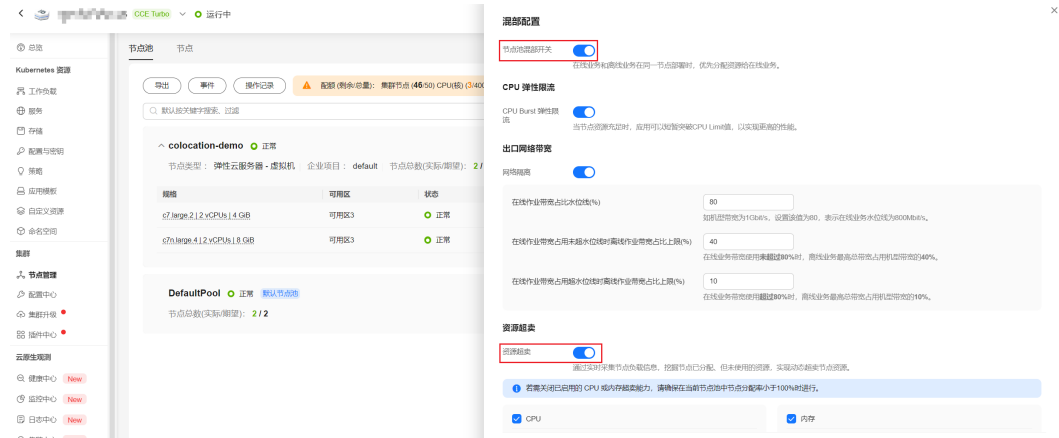 CCE Turbo 运行中
总览
Kubernetes 资源
工作负载
服务
存储
配置与密钥
策略
应用模板
自定义资源
命名空间
集群
节点管理
配置中心
集群升级
插件中心
云原生观测
健康中心 New
监控中心 New
日志中心 New
节点池 节点
导出 事件 操作记录 配额 (剩余/总量): 集群节点 (46/50) CPU(核) (3/400
默认按关键字搜索、过滤
colocation-demo 正常
节点类型: 弹性云服务器 - 虚拟机 企业项目: default 节点总数(实际/期望): 2 /
规格 可用区 状态
c7.large.2 | 2 vCPUs | 4 GiB 可用区3 正常
c7n.large.4 | 2 vCPUs | 8 GiB 可用区3 正常
DefaultPool 正常 默认节点池
节点总数(实际/期望): 2 / 2
混部配置
节点池混部开关
在线业务和离线业务在同一节点部署时，优先分配资源给在线业务。
CPU 弹性限流
CPU Burst 弹性限流
当节点资源充足时，应用可以短暂突破CPU Limit值，以实现更高的性能。
出口网络带宽
网络隔离
在线作业带宽占比水位线(%) 80
如机型带宽为1Gbit/s，设置该值为80，表示在线业务水位线为800Mbit/s。
在线作业带宽占用未超水位线时离线作业带宽占比上限(%) 40
在线业务带宽使用未超过80%时，离线业务最高总带宽占用机型带宽的40%。
在线作业带宽占用超水位线时离线作业带宽占比上限(%) 10
在线业务带宽使用超过80%时，离线业务最高总带宽占用机型带宽的10%。
资源超卖
资源超卖
通过实时采集节点负载信息，挖掘节点已分配，但未使用的资源，实现动态超卖节点资源。
若需关闭已启用的 CPU 或内存超卖能力，请确保在当前节点池中节点分配率小于100%时进行。
CPU 内存